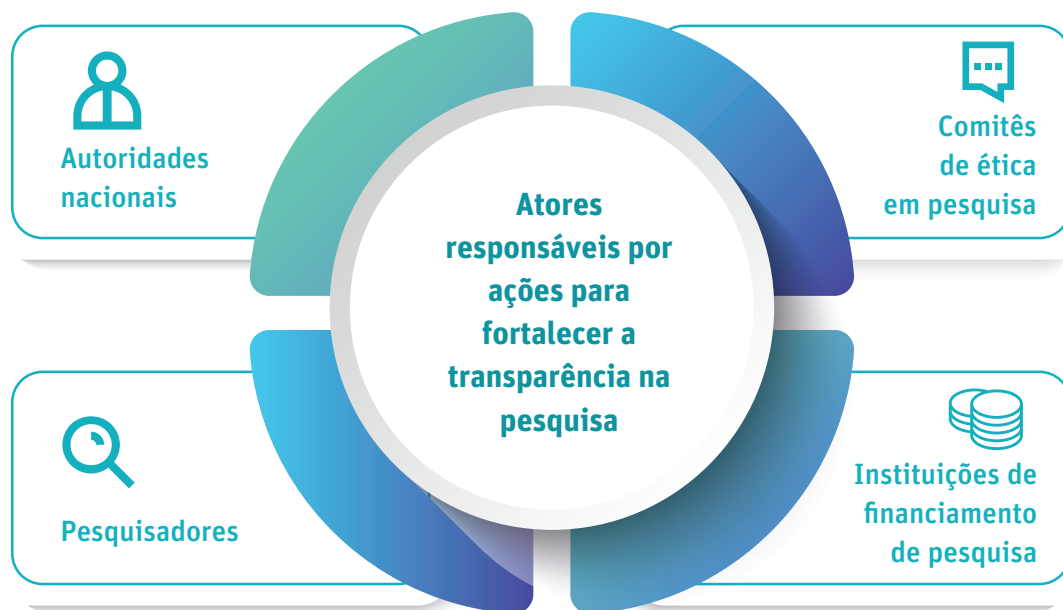 Autoridades
nacionais
Comitês
de ética
em pesquisa
Atores
responsáveis por
ações para
fortalecer a
transparência na
pesquisa
Pesquisadores
Instituições de
financiamento
de pesquisa